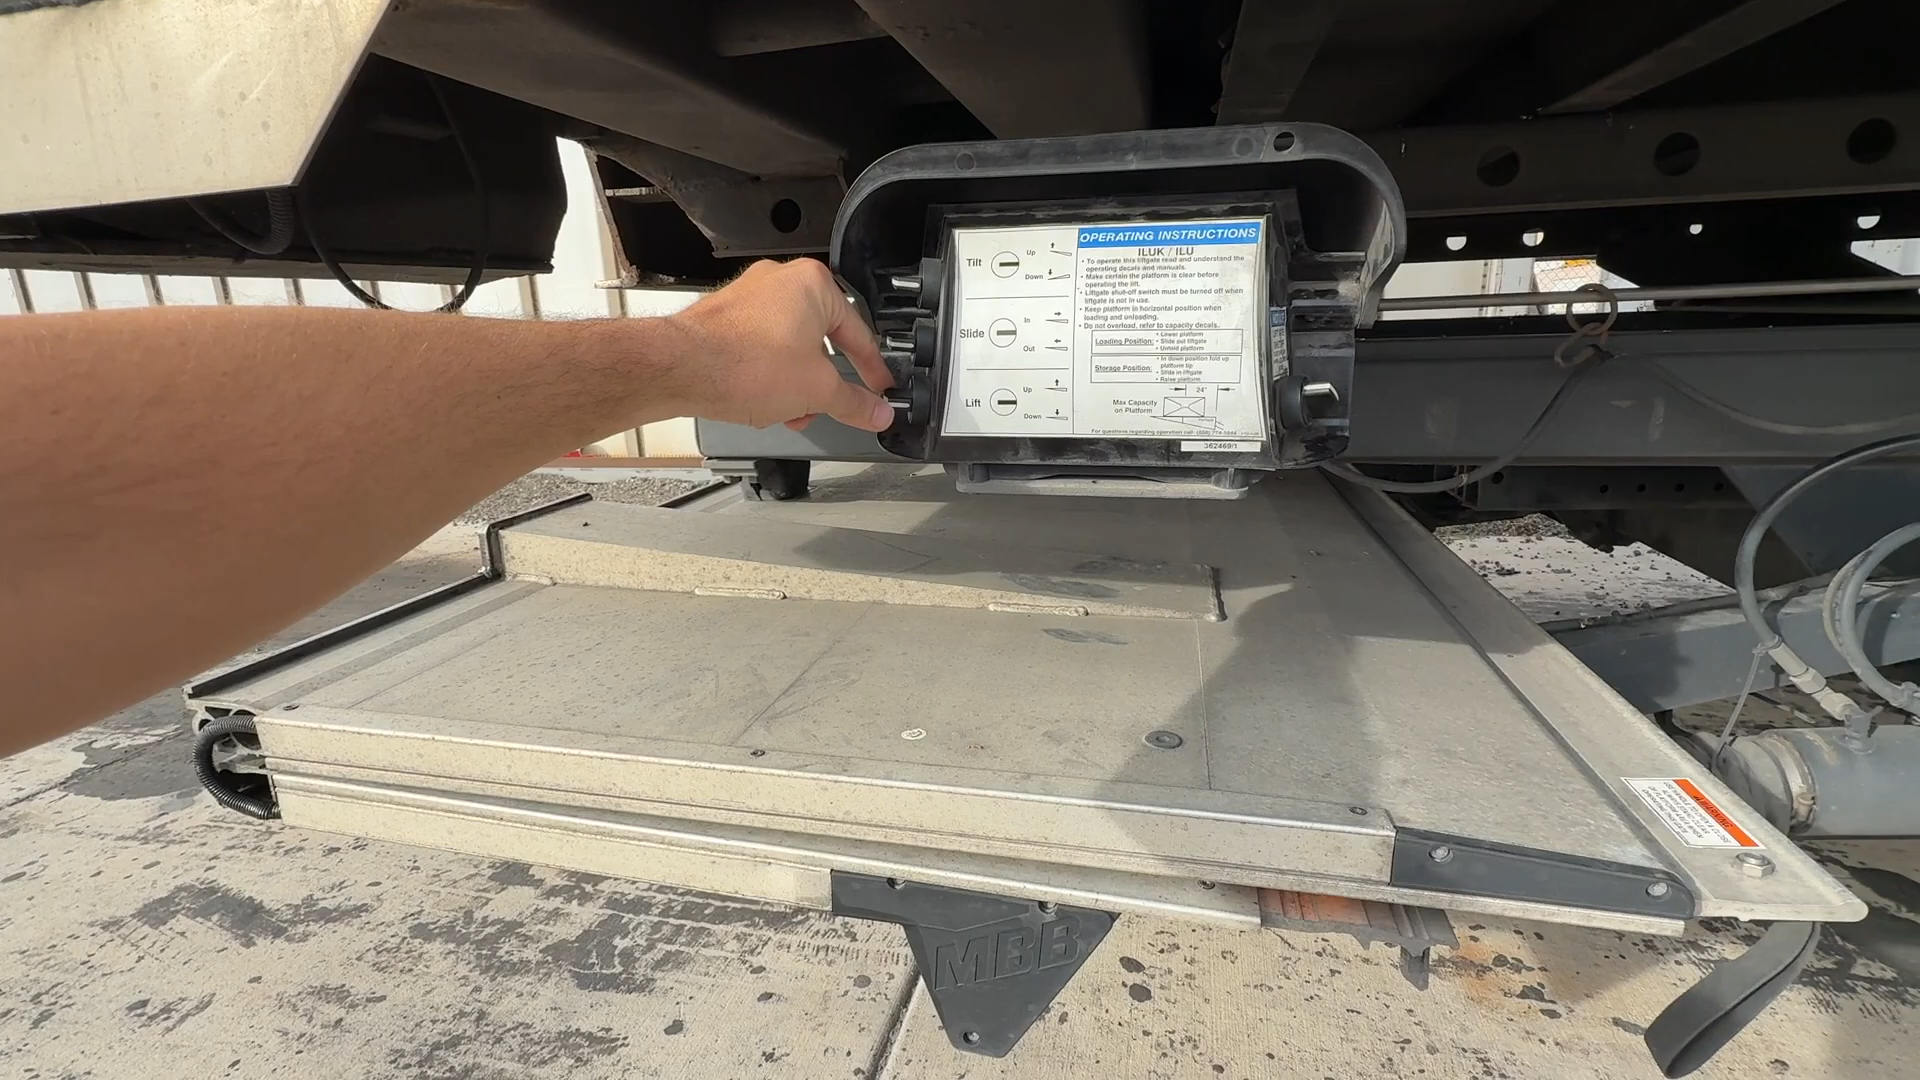 OPERATING INSTRUCTIONS
ILUK / ILU
Tilt
Up
Down
Slide
In
Out
Lift
Up
Down
• To operate this liftgate read and understand the
operating decals and manuals.
• Make certain the platform is clear before
operating the lift.
• Liftgate shut-off switch must be turned off when
liftgate is not in use.
• Keep platform in horizontal position when
loading and unloading.
• Do not overload, refer to capacity decals.
Loading Position:
• Lower platform
• Slide out liftgate
• Unfold platform
Storage Position:
• In down position fold up
platform tip
• Slide in liftgate
• Raise platform
24"
Max Capacity
on Platform
For questions regarding operation call
362469/1
WARNING
MBB